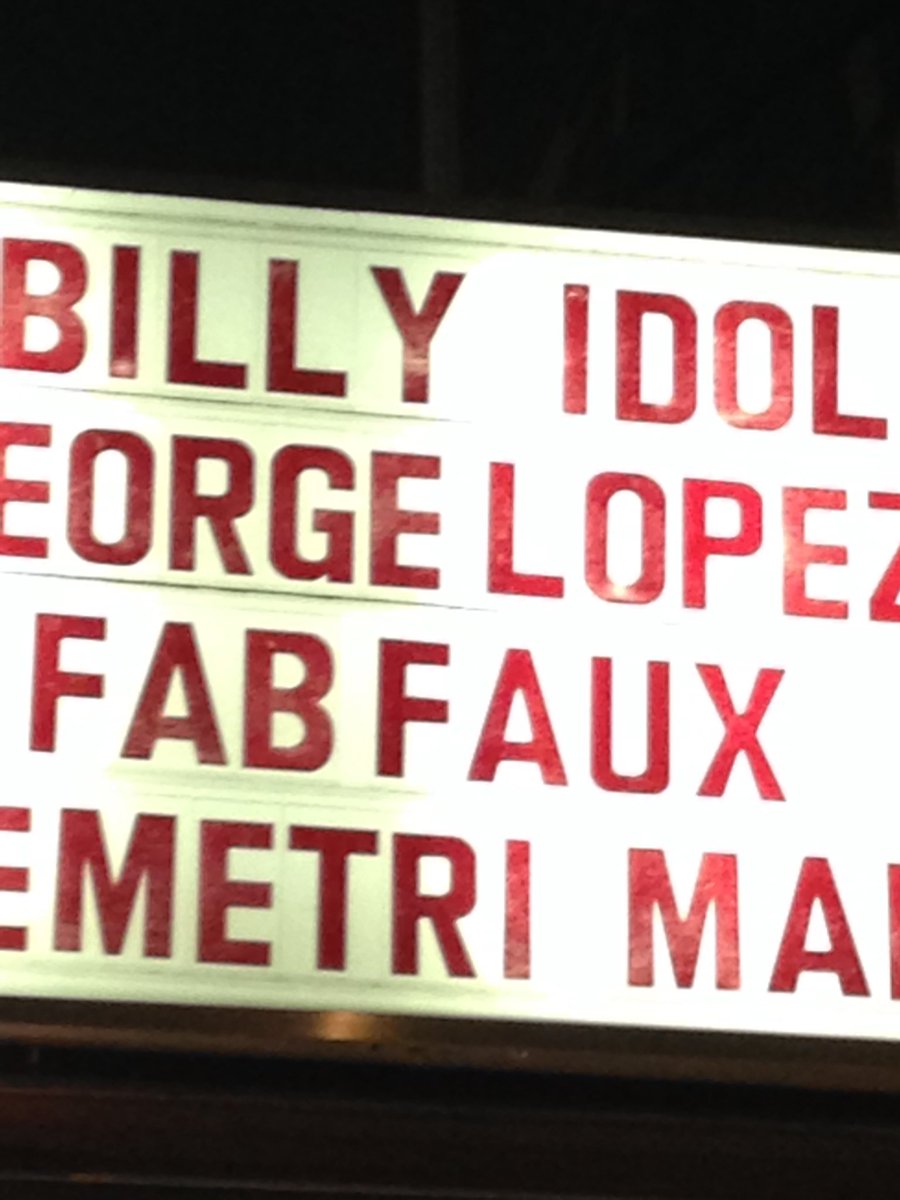 BILLY IDOL
EORGE LOPEZ
FAB FAUX
EMETRI MA